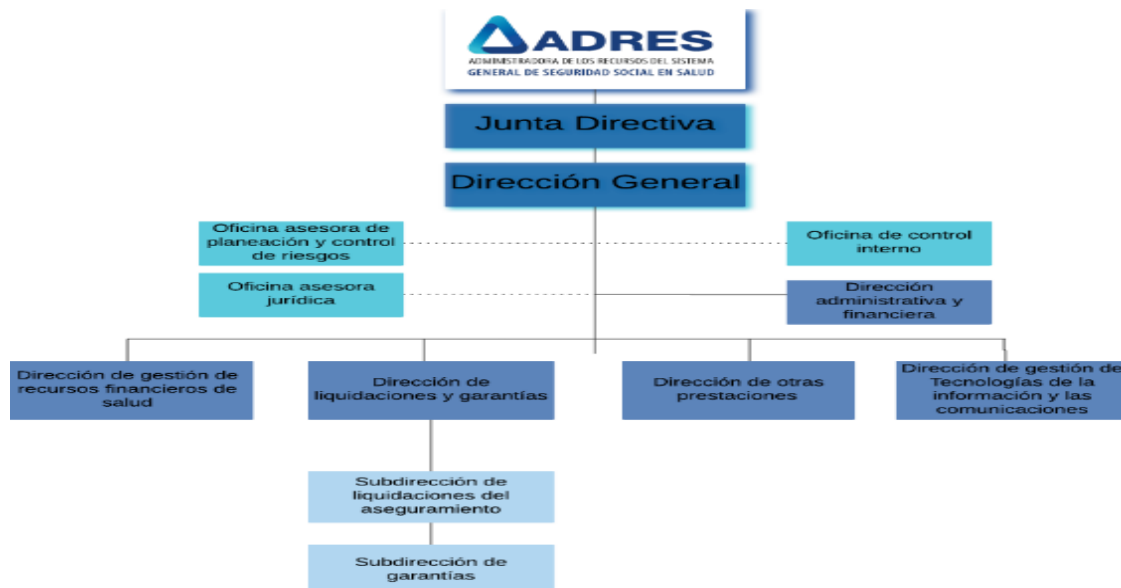 ADRES
ADMINISTRADORA DE LOS RECURSOS DEL SISTEMA
GENERAL DE SEGURIDAD SOCIAL EN SALUD
Junta Directiva
Dirección General
Oficina asesora de
planeación y control
de riesgos
Oficina de control
interno
Oficina asesora
jurídica
Dirección
administrativa y
financiera
Dirección de gestión de
recursos financieros de
salud
Dirección de
liquidaciones y garantías
Dirección de otras
prestaciones
Dirección de gestión de
Tecnologías de la
información y las
comunicaciones
Subdirección de
liquidaciones del
aseguramiento
Subdirección de
garantías